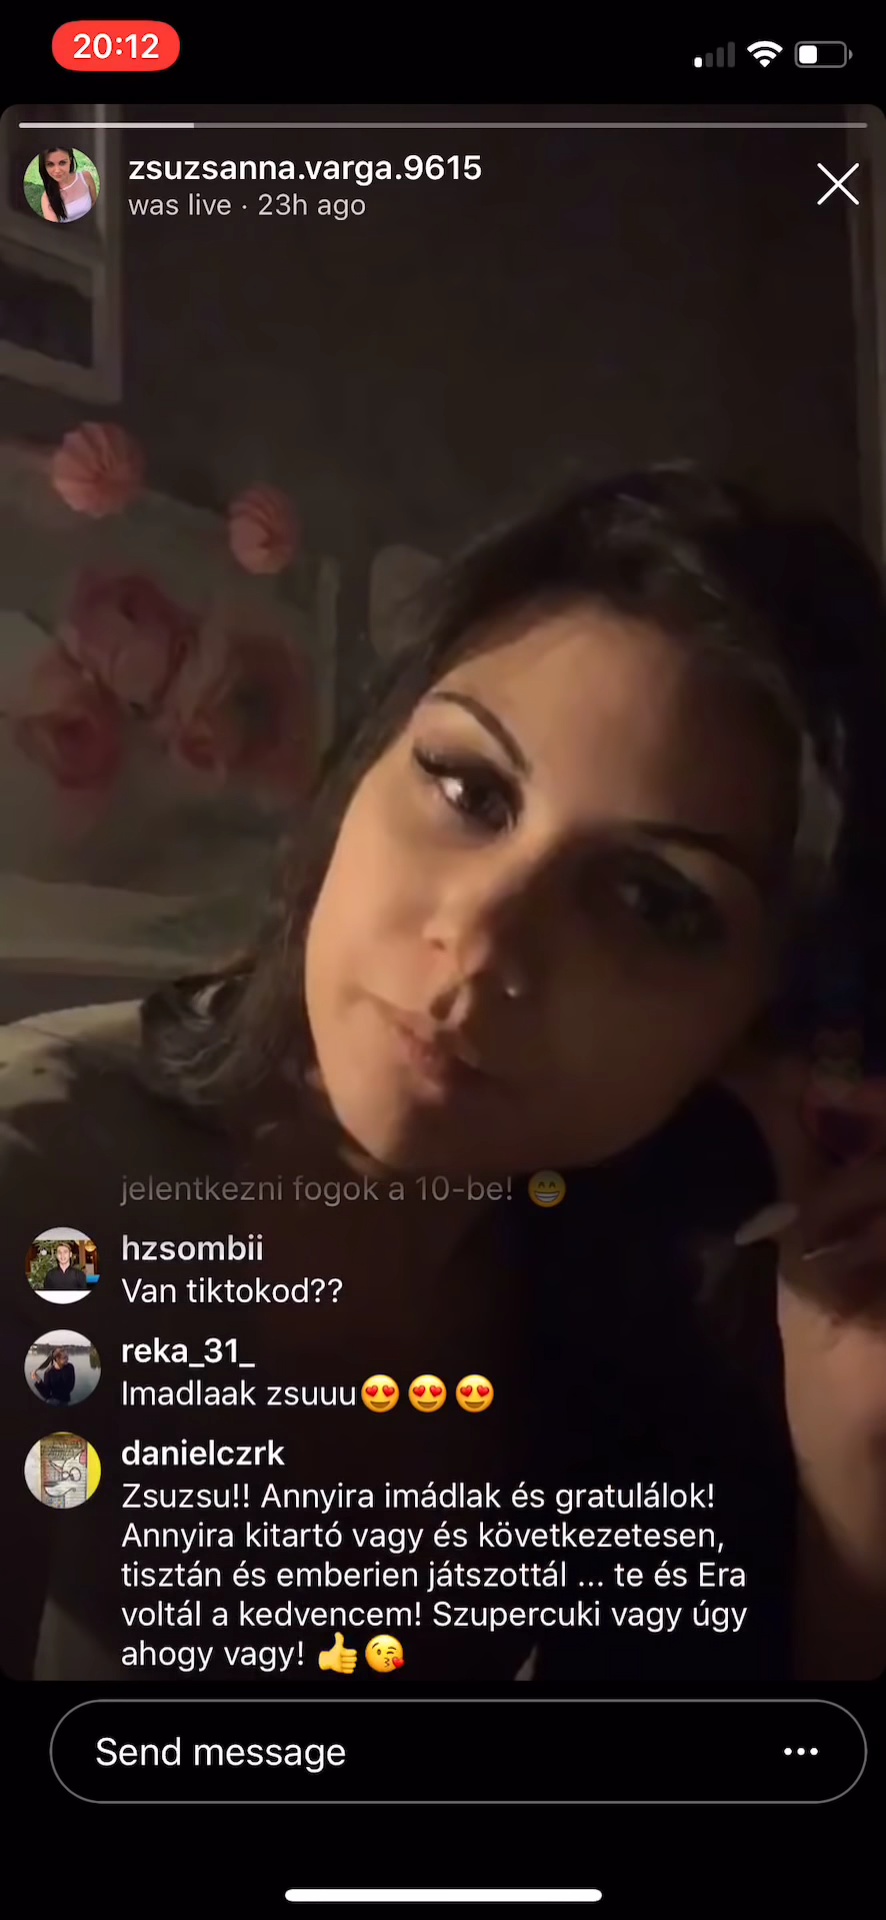 20:12
zsuzsanna.varga.9615
was live · 23h ago
jelentkezni fogok a 10-be! 😁
hzsombii
Van tiktokod??
reka_31_
Imadlaak zsuuu😍😍😍
danielczrk
Zsuzsu!! Annyira imádlak és gratulálok!
Annyira kitartó vagy és következetesen,
tisztán és emberien játszottál ... te és Era
voltál a kedvencem! Szupercuki vagy úgy
ahogy vagy! 👍😘
Send message